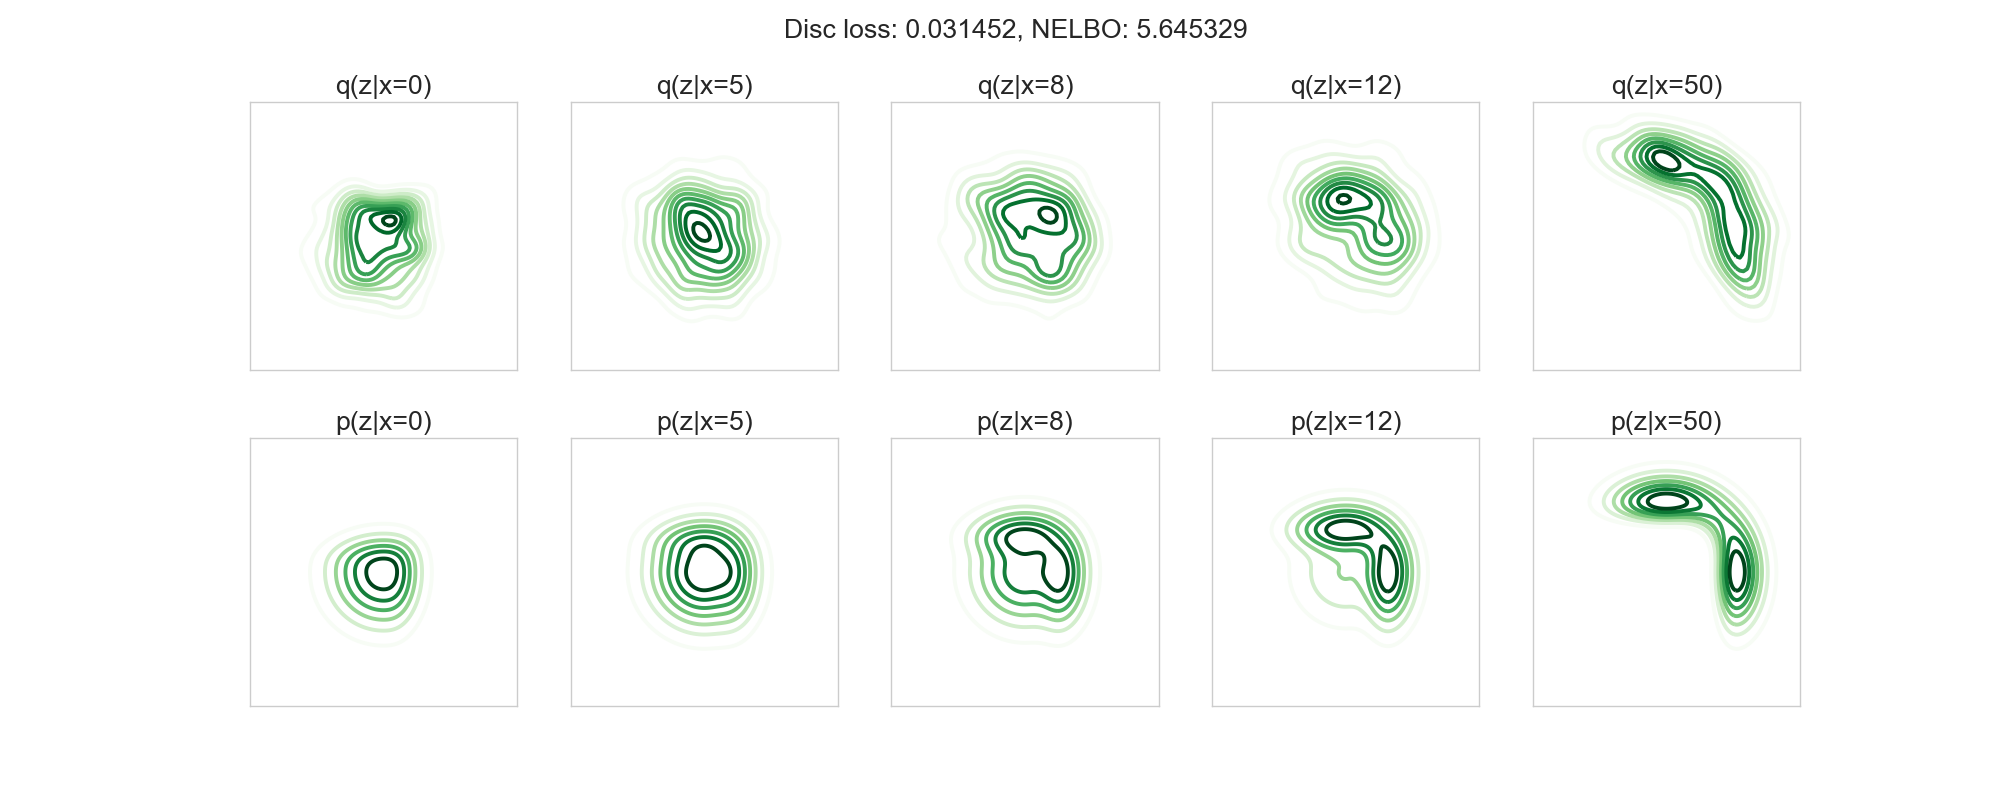 Disc loss: 0.031452, NELBO: 5.645329
q(z|x=0) q(z|x=5) q(z|x=8) q(z|x=12) q(z|x=50)
p(z|x=0) p(z|x=5) p(z|x=8) p(z|x=12) p(z|x=50)